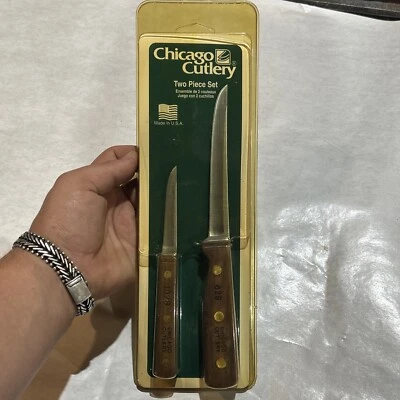 Chicago
Cutlery®
Two Piece Set
Ensemble de 2 couteaux
Juego con 2 cuchillos
Made in U.S.A.